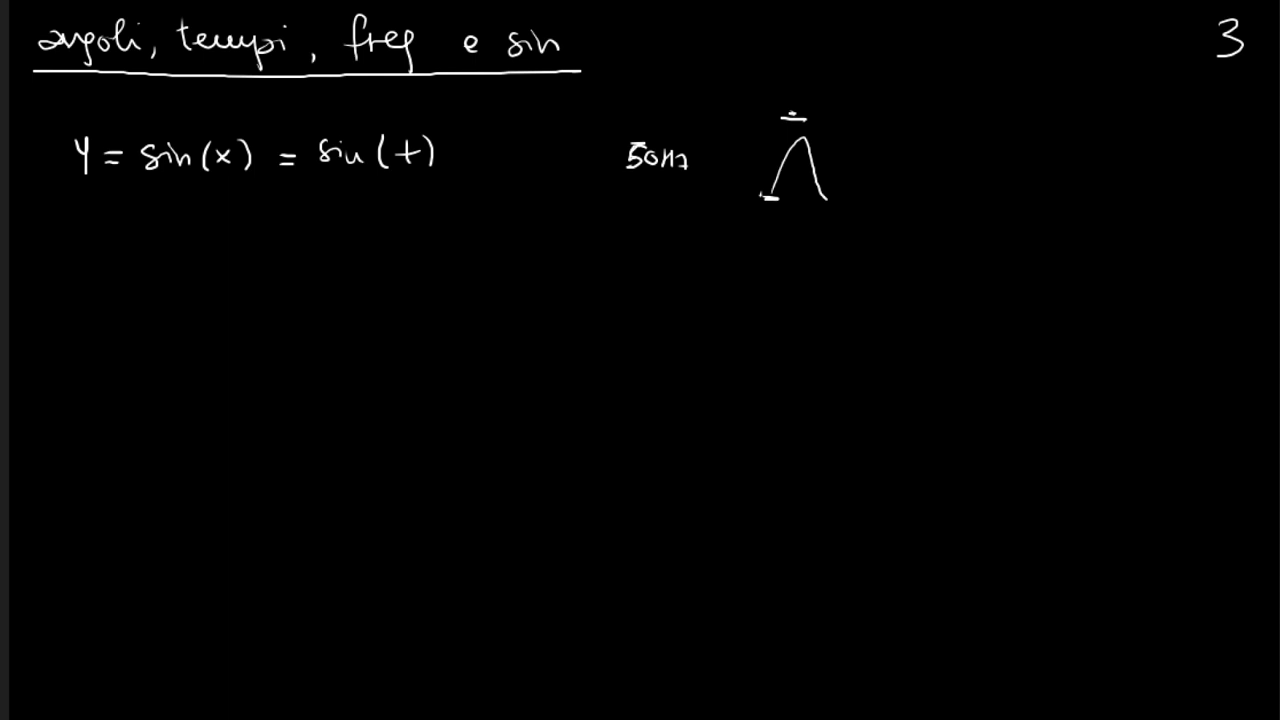 angoli, tempi, freq e sin
3
y = sin(x) = sin(t)
50Hz